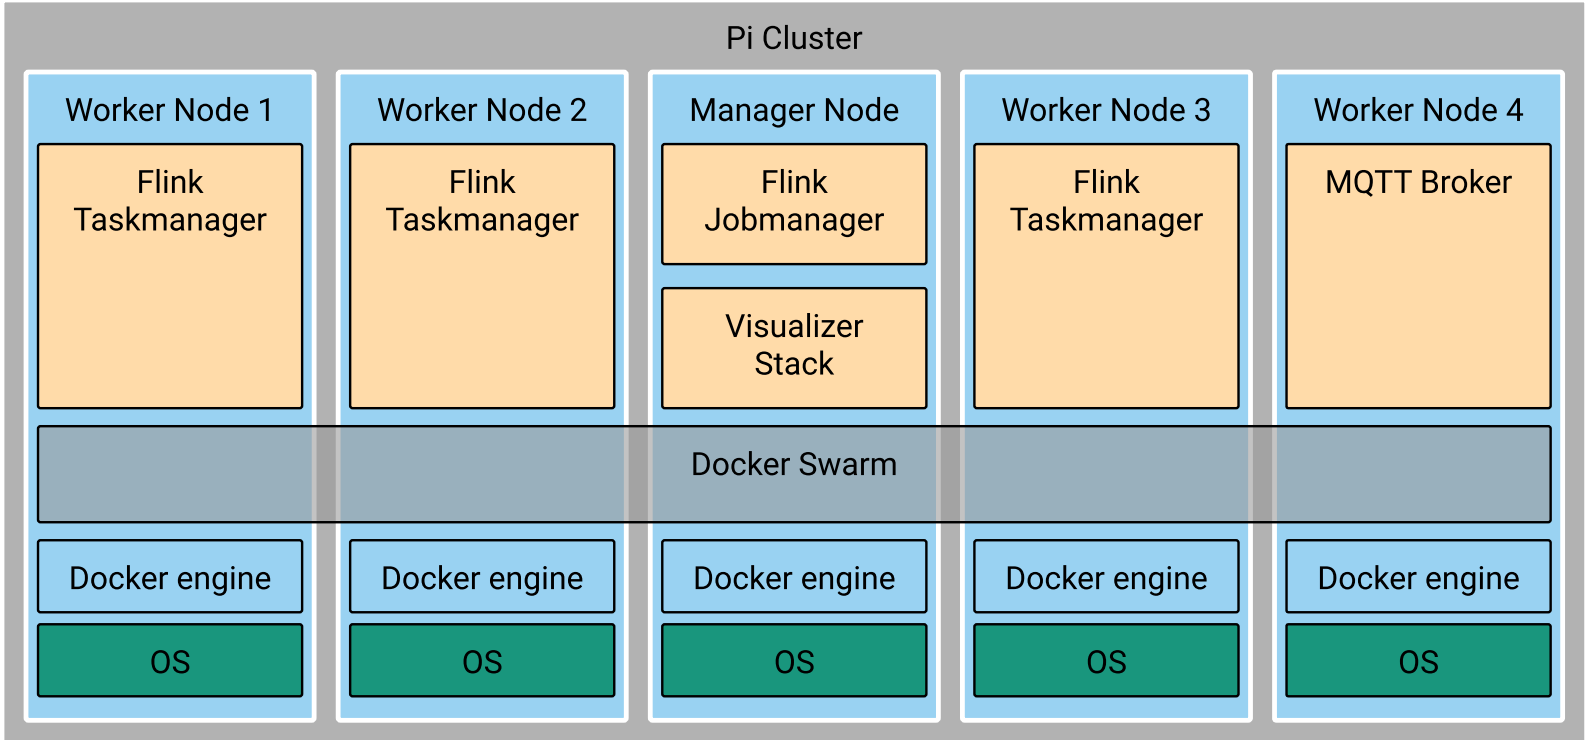 Pi Cluster
Worker Node 1
Flink
Taskmanager
Worker Node 2
Flink
Taskmanager
Manager Node
Flink
Jobmanager
Visualizer
Stack
Worker Node 3
Flink
Taskmanager
Worker Node 4
MQTT Broker
Docker Swarm
Docker engine
Docker engine
Docker engine
Docker engine
Docker engine
OS
OS
OS
OS
OS